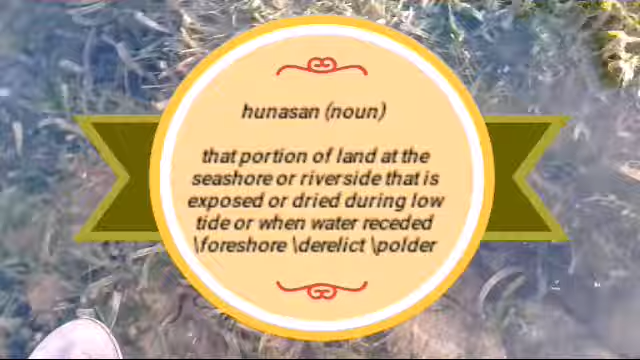 hunasan (noun)
that portion of land at the
seashore or riverside that is
exposed or dried during low
tide or when water receded
\foreshore \derelict \polder